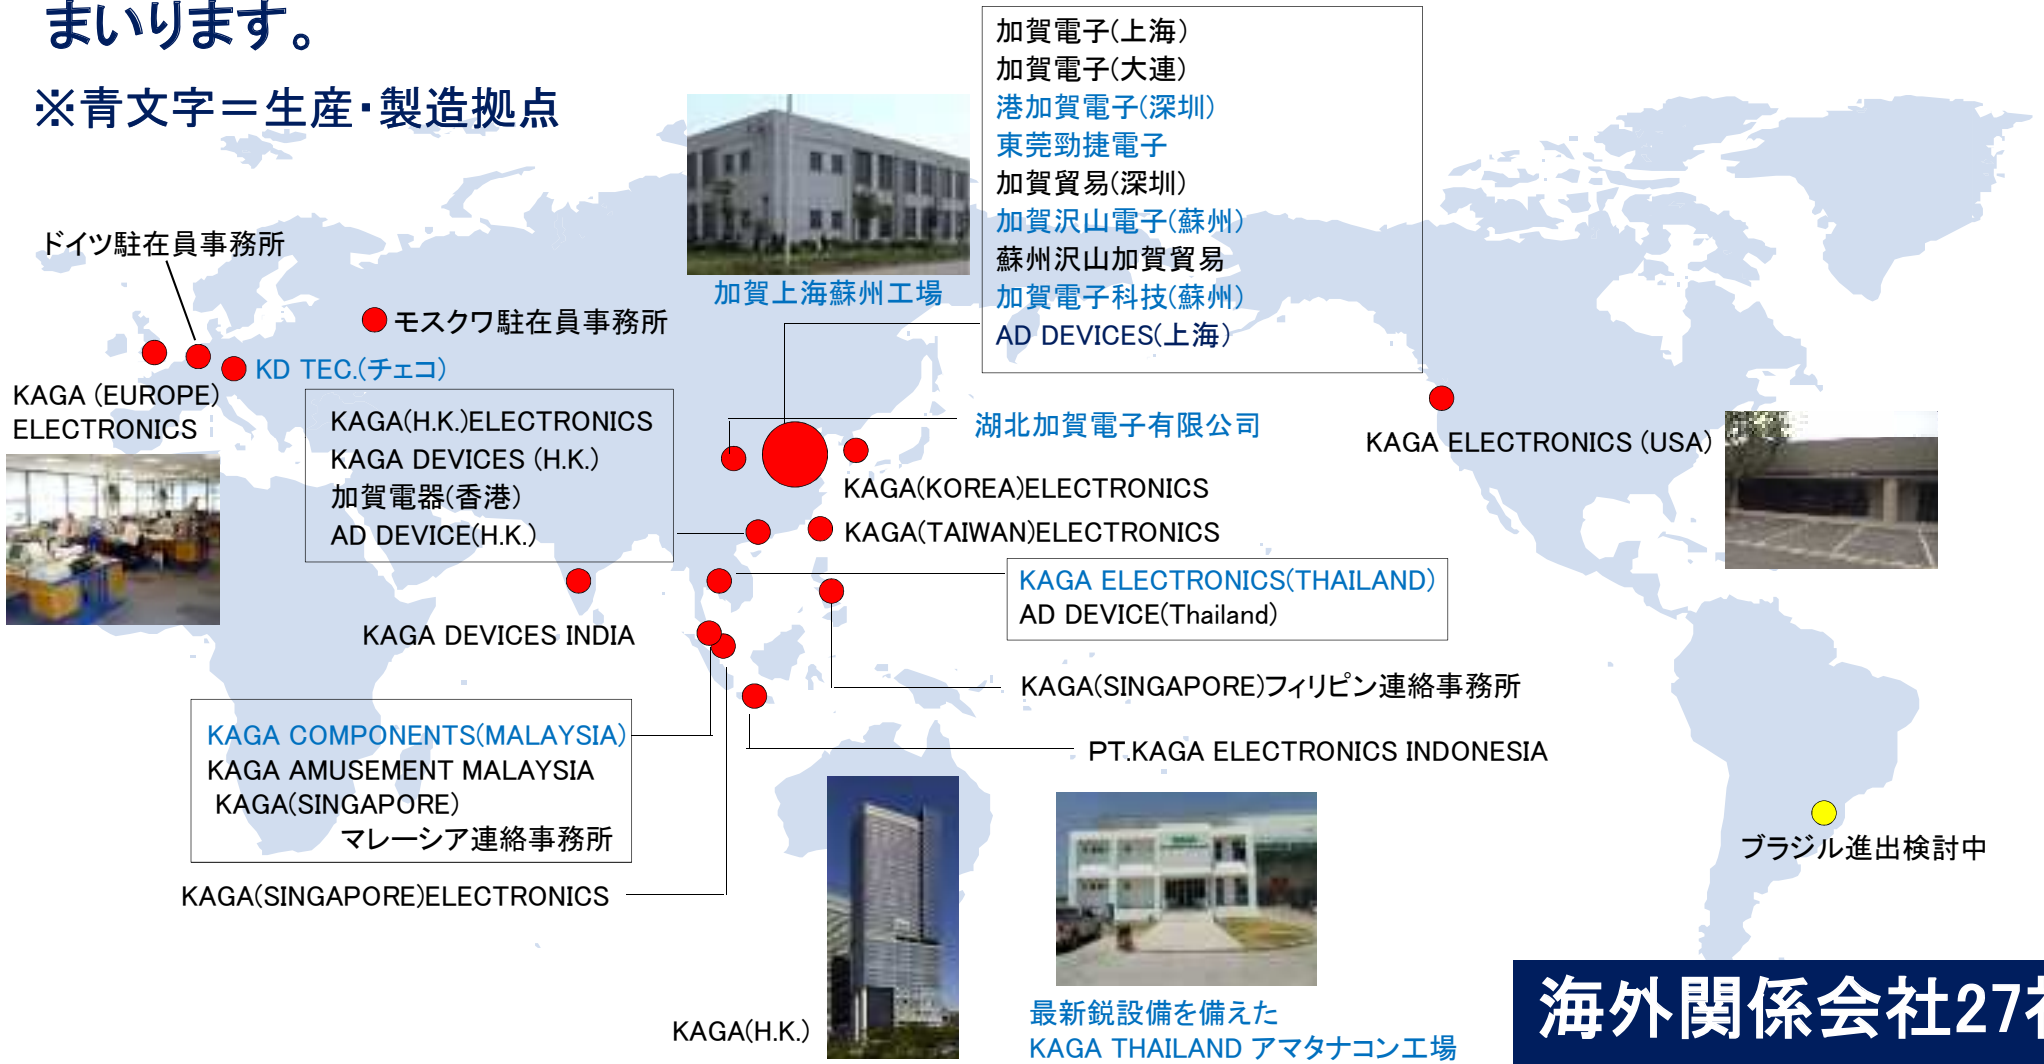 まいります。
※青文字＝生産・製造拠点
加賀電子(上海)
加賀電子(大連)
港加賀電子(深圳)
東莞勁捷電子
加賀貿易(深圳)
加賀沢山電子(蘇州)
蘇州沢山加賀貿易
加賀電子科技(蘇州)
AD DEVICES(上海)
加賀上海蘇州工場
ドイツ駐在員事務所
モスクワ駐在員事務所
KD TEC.(チェコ)
KAGA (EUROPE)
ELECTRONICS
KAGA(H.K.)ELECTRONICS
KAGA DEVICES (H.K.)
加賀電器(香港)
AD DEVICE(H.K.)
湖北加賀電子有限公司
KAGA ELECTRONICS (USA)
KAGA(KOREA)ELECTRONICS
KAGA(TAIWAN)ELECTRONICS
KAGA ELECTRONICS(THAILAND)
AD DEVICE(Thailand)
KAGA DEVICES INDIA
KAGA(SINGAPORE)フィリピン連絡事務所
KAGA COMPONENTS(MALAYSIA)
KAGA AMUSEMENT MALAYSIA
KAGA(SINGAPORE)
マレーシア連絡事務所
PT.KAGA ELECTRONICS INDONESIA
KAGA(SINGAPORE)ELECTRONICS
ブラジル進出検討中
KAGA(H.K.)
最新鋭設備を備えた
KAGA THAILAND アマタナコン工場
海外関係会社27社